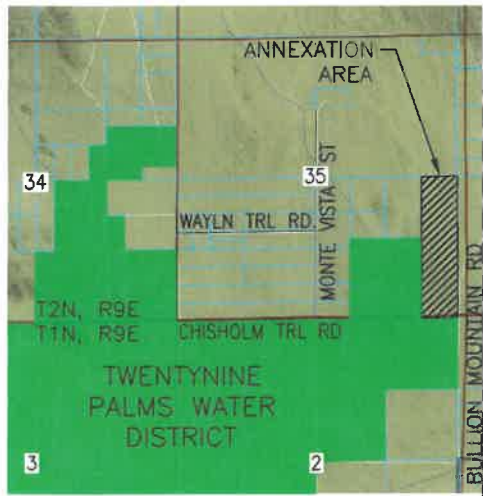 ANNEXATION
AREA
34
35
WAYLN TRL RD.
MONTE VISTA ST
BULLION MOUNTAIN RD
T2N, R9E
T1N, R9E
CHISHOLM TRL RD
TWENTYNINE
PALMS WATER
DISTRICT
3
2